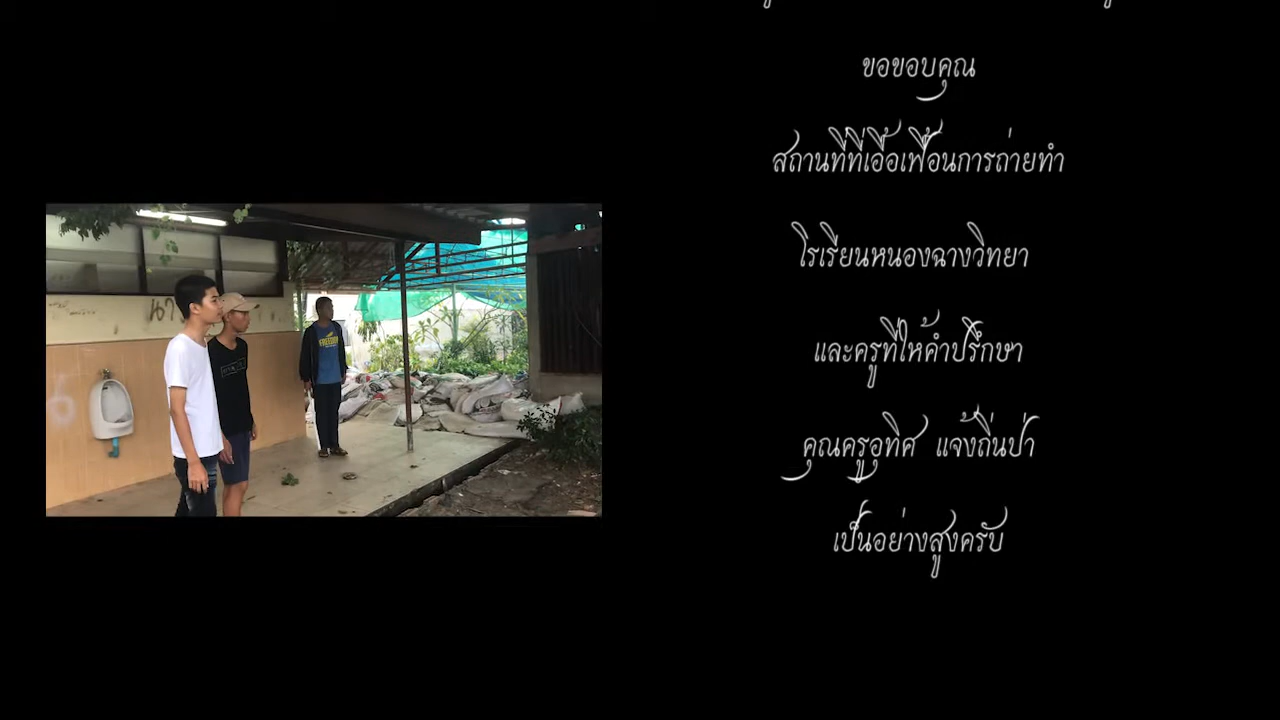 ขอขอบคุณ
สถานที่ที่เอื้อเฟื้อนการถ่ายทำ
โรเรียนหนองฉางวิทยา
และครูที่ให้คำปรึกษา
คุณครูอุทิศ แจ้งถิ่นป่า
เป็นอย่างสูงครับ
FREEDOM